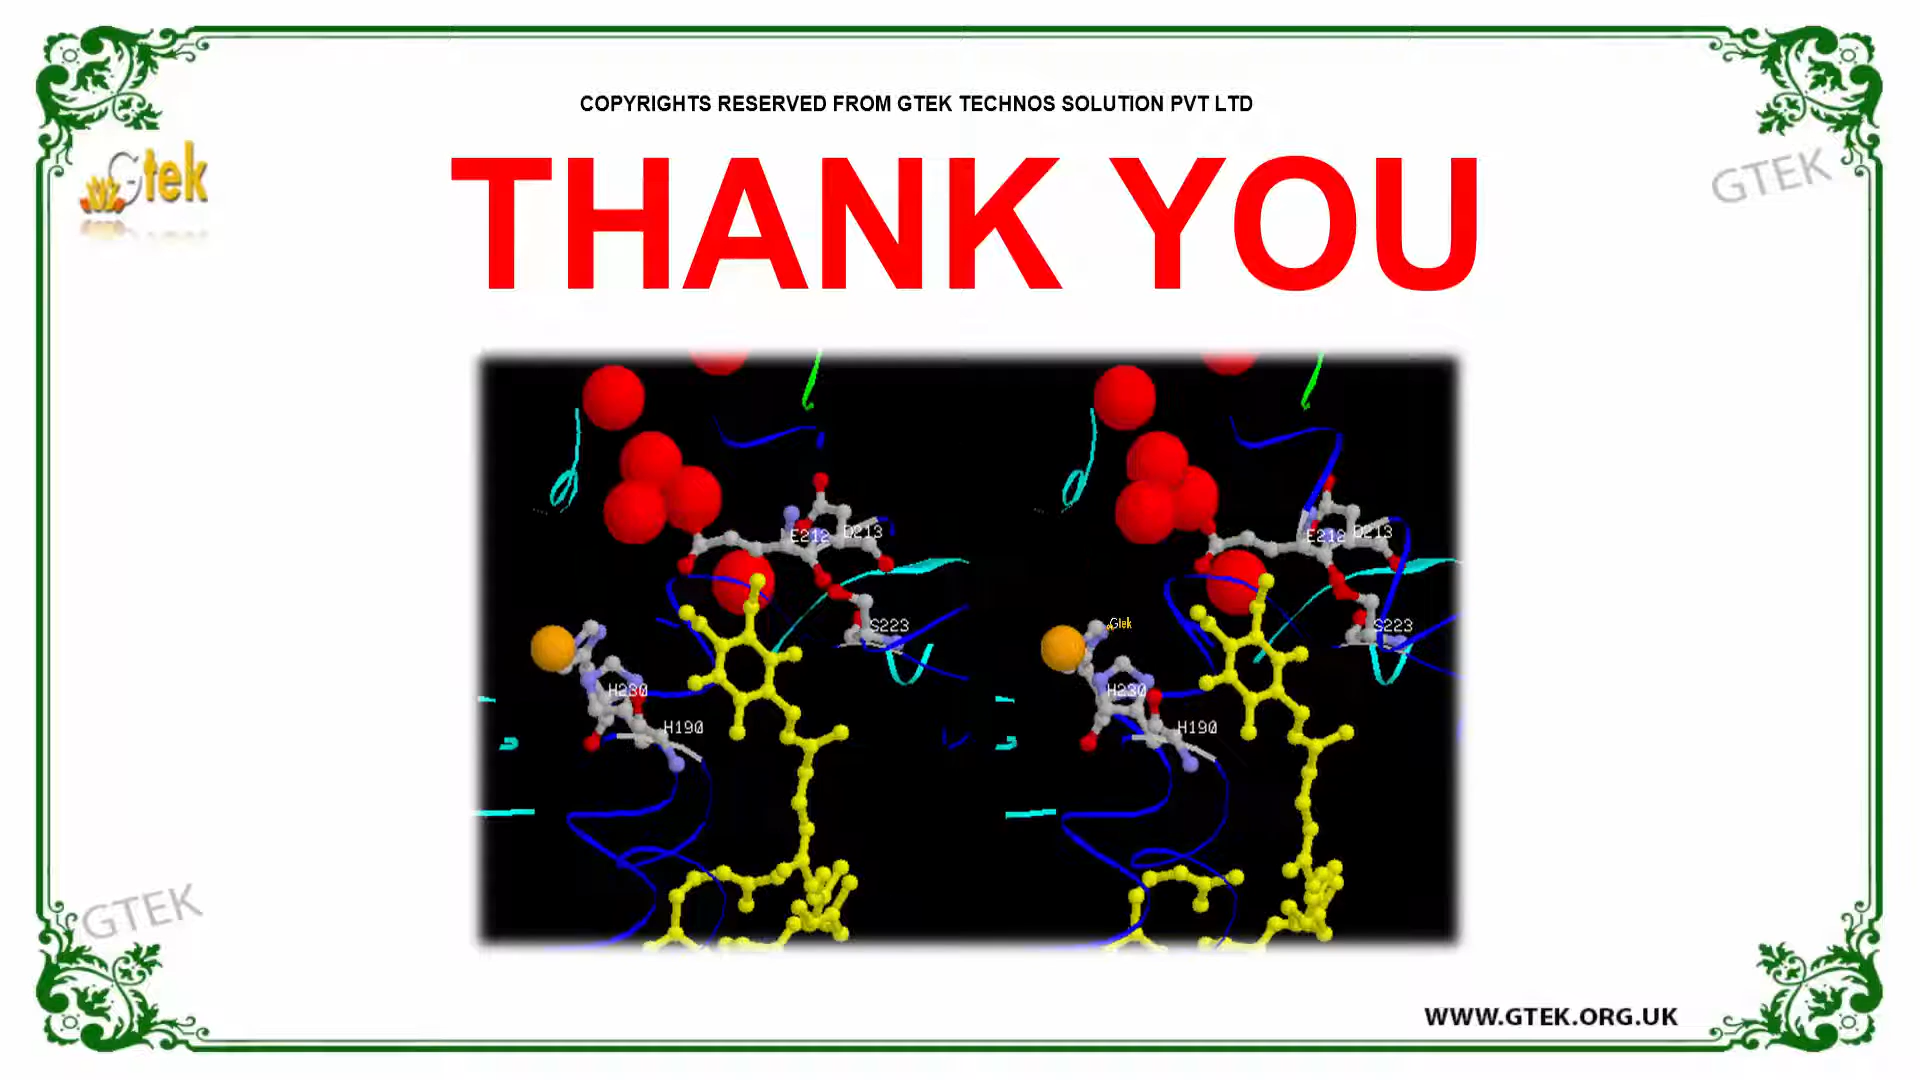 COPYRIGHTS RESERVED FROM GTEK TECHNOS SOLUTION PVT LTD
Gtek
GTEK
THANK YOU
E212 D213
E212 D213
S223
Gtek
S223
H230
H230
H190
H190
GTEK
WWW.GTEK.ORG.UK